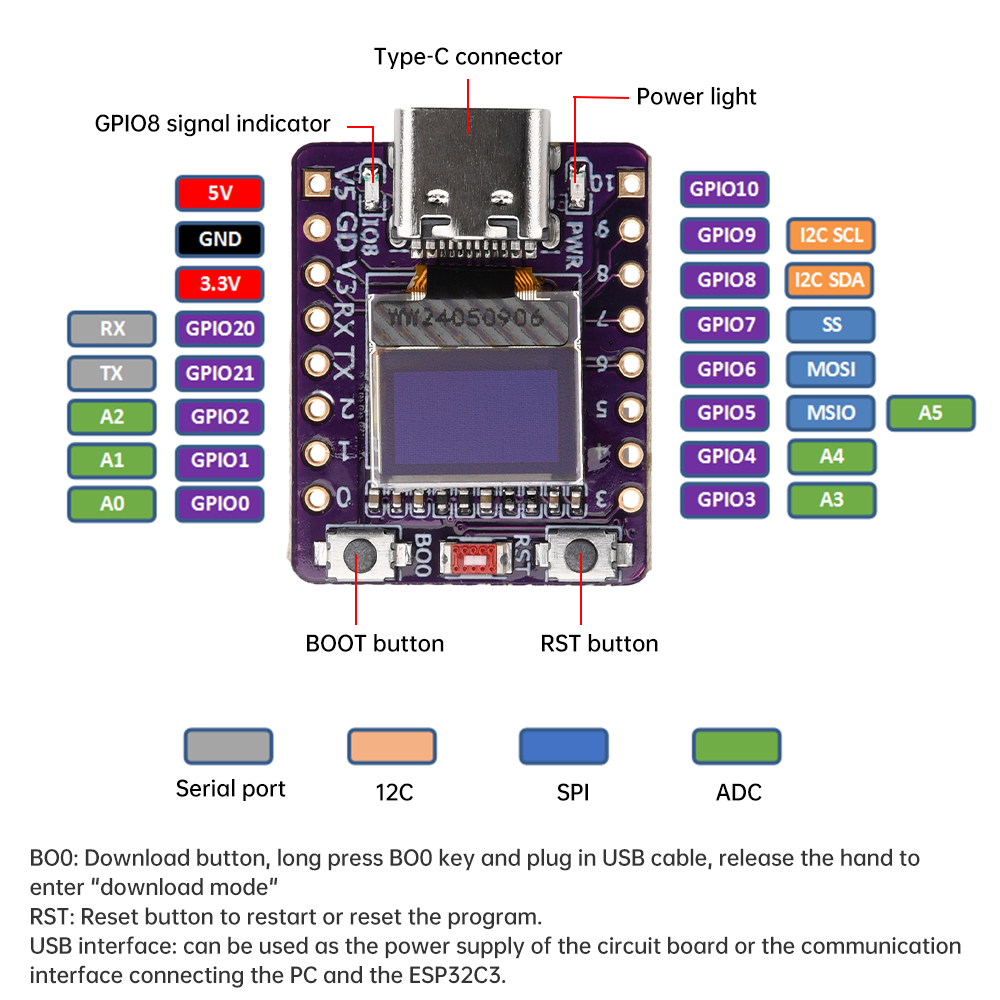 Type-C connector
Power light
GPIO8 signal indicator
5V
GND
3.3V
RX GPIO20
TX GPIO21
A2 GPIO2
A1 GPIO1
A0 GPIO0
V5
GD
V3
RX
TX
2
1
0
IO8
PWR
10
9
8
7
6
5
4
3
WW24050906
BO0
RST
GPIO10
GPIO9 I2C SCL
GPIO8 I2C SDA
GPIO7 SS
GPIO6 MOSI
GPIO5 MSIO A5
GPIO4 A4
GPIO3 A3
BOOT button
RST button
Serial port
12C
SPI
ADC
BO0: Download button, long press BO0 key and plug in USB cable, release the hand to
enter "download mode"
RST: Reset button to restart or reset the program.
USB interface: can be used as the power supply of the circuit board or the communication
interface connecting the PC and the ESP32C3.